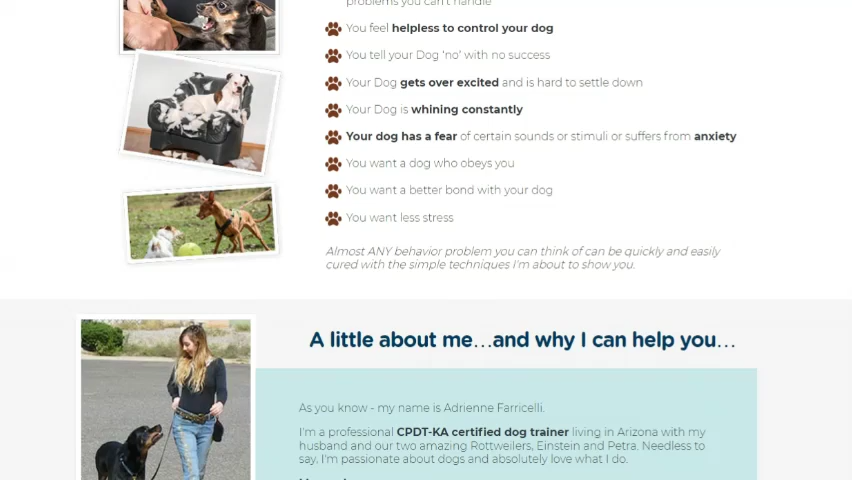 problems you can't handle
You feel helpless to control your dog
You tell your Dog 'no' with no success
Your Dog gets over excited and is hard to settle down
Your Dog is whining constantly
Your dog has a fear of certain sounds or stimuli or suffers from anxiety
You want a dog who obeys you
You want a better bond with your dog
You want less stress
Almost ANY behavior problem you can think of can be quickly and easily
cured with the simple techniques I'm about to show you.
A little about me...and why I can help you...
As you know - my name is Adrienne Farricelli.
I'm a professional CPDT-KA certified dog trainer living in Arizona with my
husband and our two amazing Rottweilers, Einstein and Petra. Needless to
say, I'm passionate about dogs and absolutely love what I do.